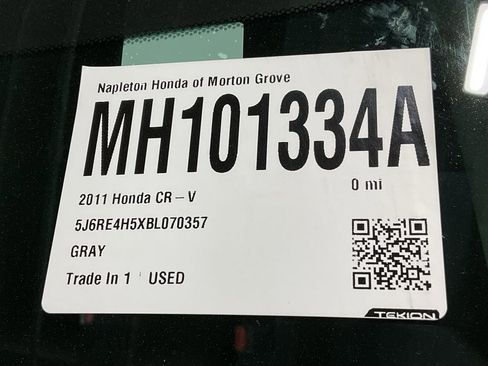 Napleton Honda of Morton Grove
MH101334A
0 mi
2011 Honda CR-V
5J6RE4H5XBL070357
GRAY
Trade In 1 USED
TEKION